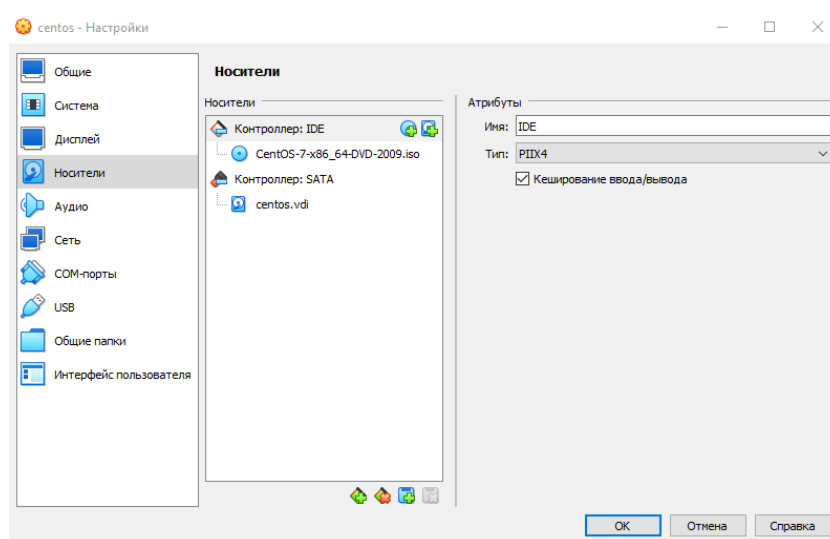 centos - Настройки
Общие
Система
Дисплей
Носители
Аудио
Сеть
COM-порты
USB
Общие папки
Интерфейс пользователя
Носители
Носители
Контроллер: IDE
CentOS-7-x86_64-DVD-2009.iso
Контроллер: SATA
centos.vdi
Атрибуты
Имя: IDE
Тип: PIIX4
Кеширование ввода/вывода
OK Отмена Справка